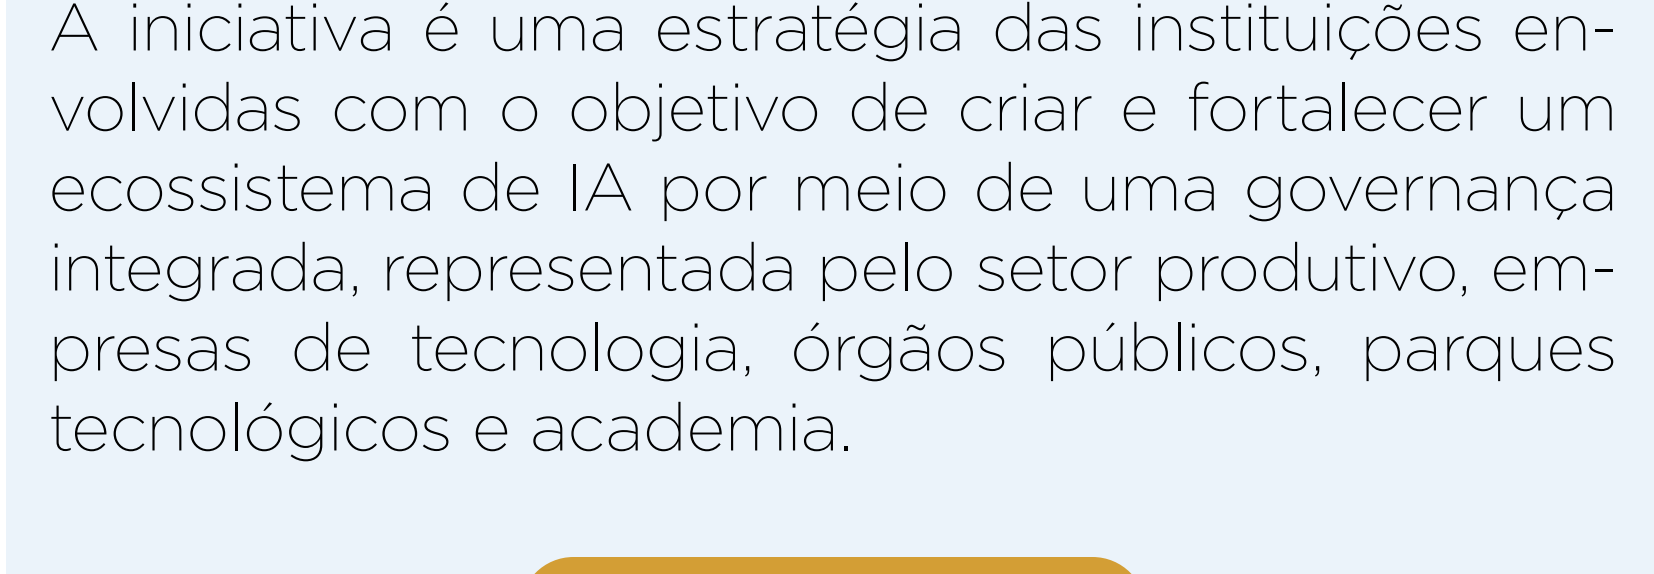 A iniciativa é uma estratégia das instituições en-
volvidas com o objetivo de criar e fortalecer um
ecossistema de IA por meio de uma governança
integrada, representada pelo setor produtivo, em-
presas de tecnologia, órgãos públicos, parques
tecnológicos e academia.